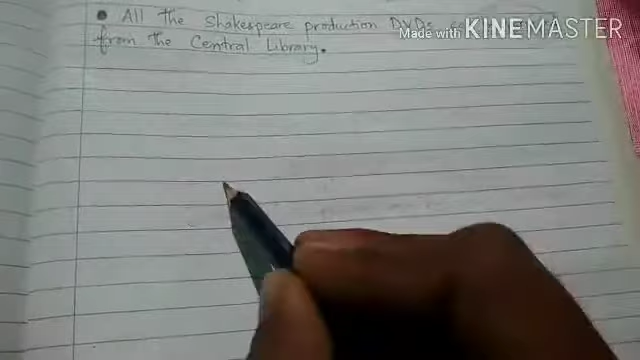 • All the Shakespeare production DVDs
from the Central Library.
Made with KINEMASTER